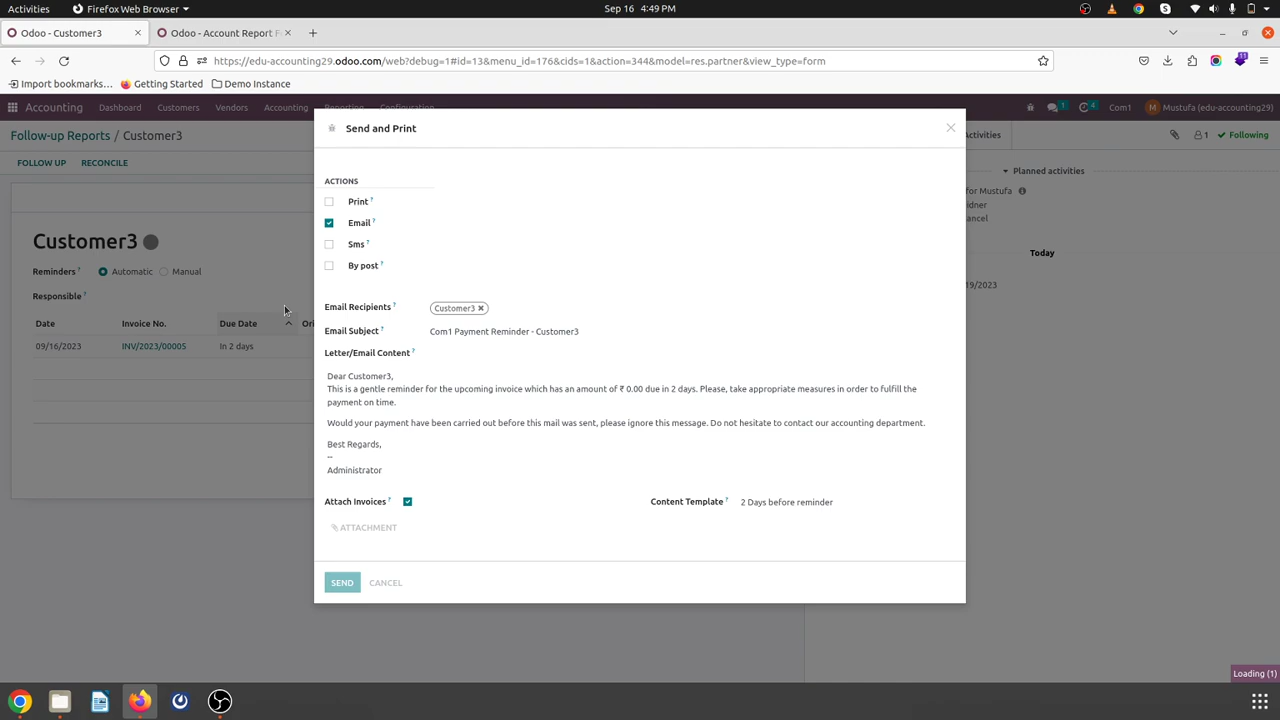 Activities Firefox Web Browser Sep 16 4:49 PM
Odoo - Customer3 Odoo - Account Report F
https://edu-accounting29.odoo.com/web?debug=1#id=13&menu_id=176&cids=1&action=344&model=res.partner&view_type=form 11
Import bookmarks... Getting Started Demo Instance
Accounting Dashboard Customers Vendors Accounting Reporting Configuration 1 4 Com1 Mustufa (edu-accounting29)
Follow-up Reports / Customer3 Activities 1 Following
FOLLOW UP RECONCILE
Send and Print
Planned activities
for Mustufa
ACTIONS
Print ?
Email ?
Sms ?
By post ?
Today
19/2023
Customer3
Reminders ? Automatic Manual
Responsible ?
Date Invoice No. Due Date
09/16/2023 INV/2023/00005 In 2 days
Email Recipients ? Customer3
Email Subject ? Com1 Payment Reminder - Customer3
Letter/Email Content ?
Dear Customer3,
This is a gentle reminder for the upcoming invoice which has an amount of ₹ 0.00 due in 2 days. Please, take appropriate measures in order to fulfill the
payment on time.
Would your payment have been carried out before this mail was sent, please ignore this message. Do not hesitate to contact our accounting department.
Best Regards,
--
Administrator
Attach Invoices ? Content Template ? 2 Days before reminder
ATTACHMENT
SEND CANCEL
Loading (1)